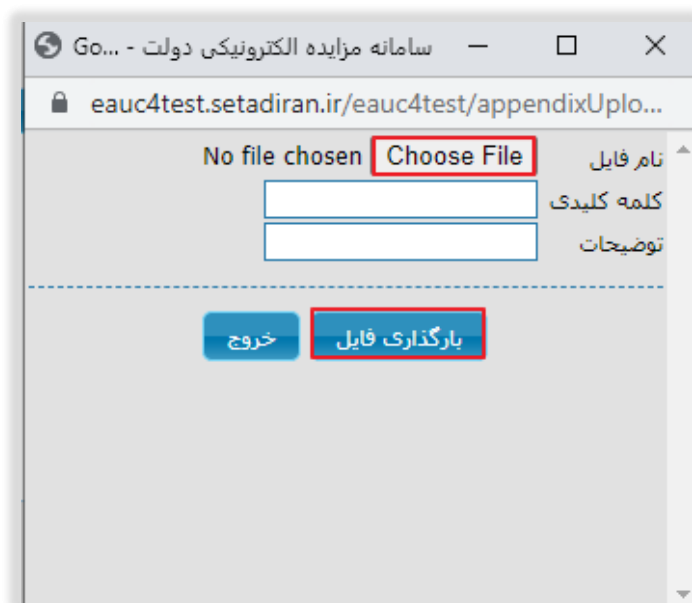 سامانه مزایده الکترونیکی دولت - Go...
eauc4test.setadiran.ir/eauc4test/appendixUplo...
نام فایل Choose File No file chosen
کلمه کلیدی
توضیحات
بارگذاری فایل خروج